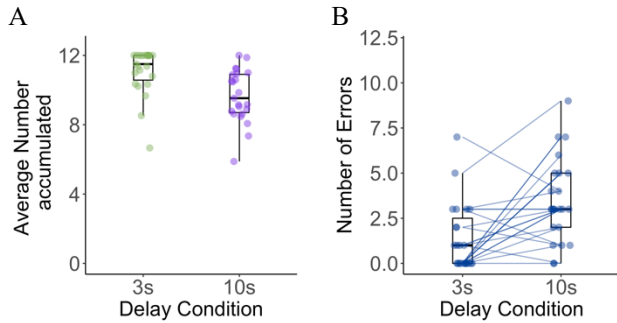 A
Average Number
accumulated
12
8
4
0
3s
10s
Delay Condition
B
Number of Errors
12.5
10.0
7.5
5.0
2.5
0.0
3s
10s
Delay Condition